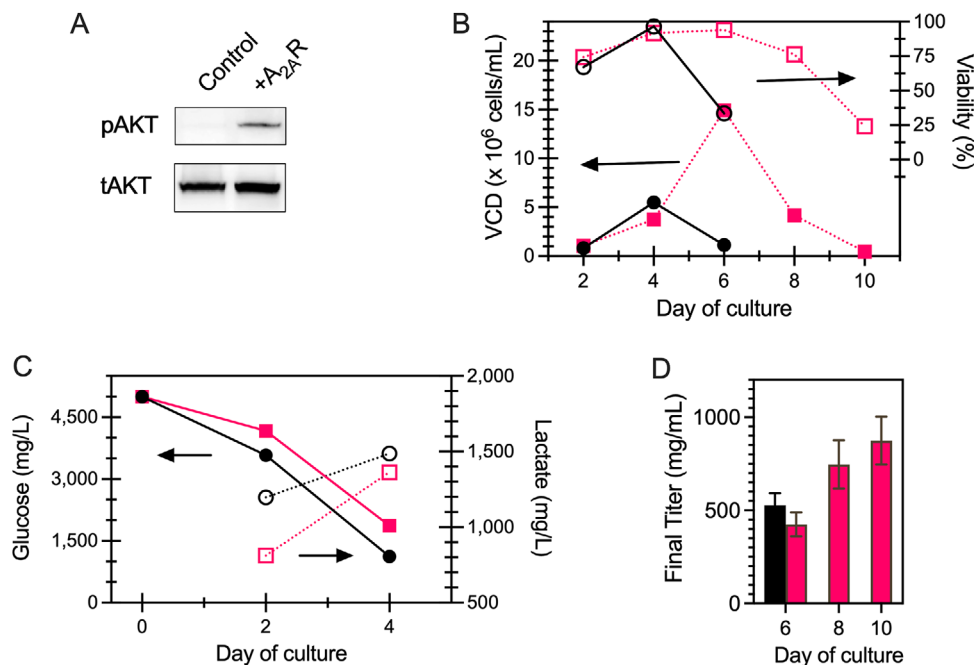 A
Control
+A₂ₐR
pAKT
tAKT
B
VCD (x 10⁶ cells/mL)
20
15
10
5
0
100
75
50
25
0
Viability (%)
2
4
6
8
10
Day of culture
C
Glucose (mg/L)
4,500
3,000
1,500
0
2,000
1,500
1,000
500
Lactate (mg/L)
0
2
4
Day of culture
D
Final Titer (mg/mL)
1000
500
0
6
8
10
Day of culture